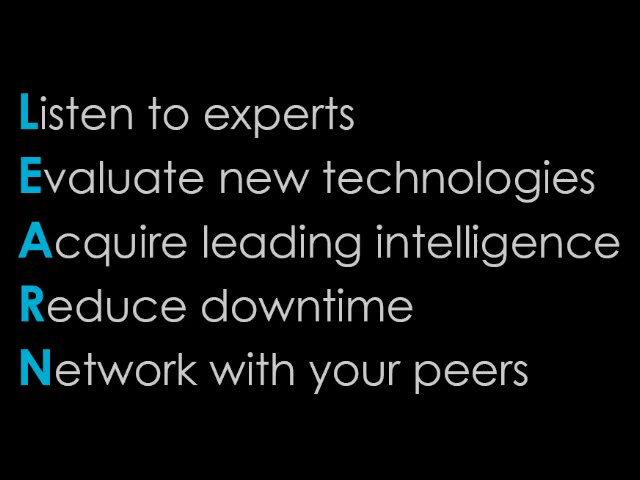 Listen to experts
Evaluate new technologies
Acquire leading intelligence
Reduce downtime
Network with your peers